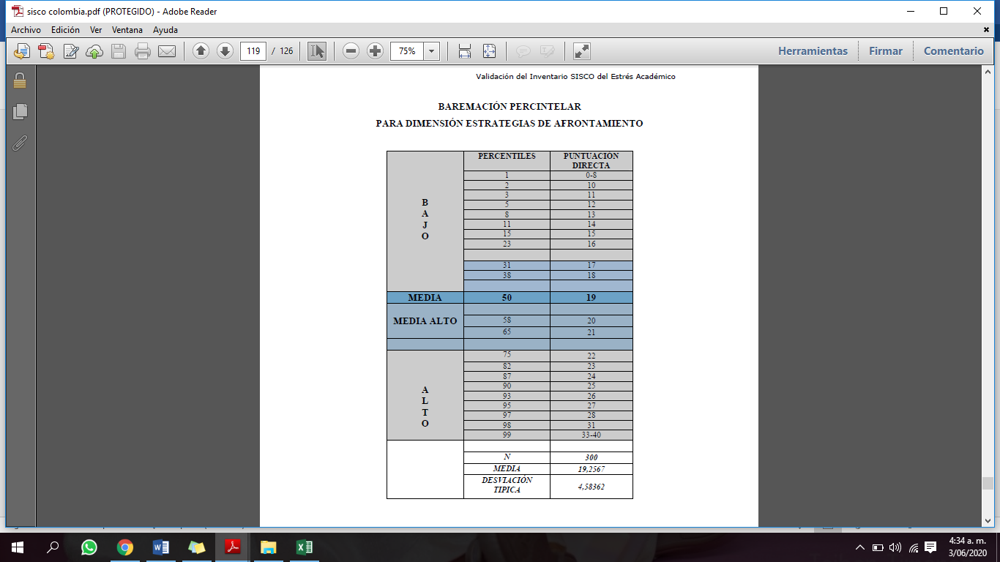 sisco colombia.pdf (PROTEGIDO) - Adobe Reader
Archivo Edición Ver Ventana Ayuda
119 / 126 75% Herramientas Firmar Comentario
Validación del Inventario SISCO del Estrés Académico
BAREMACIÓN PERCINTELAR
PARA DIMENSIÓN ESTRATEGIAS DE AFRONTAMIENTO
PERCENTILES PUNTUACIÓN
DIRECTA
B
A
J
O
1 0-8
2 10
3 11
5 12
8 13
11 14
15 15
23 16
31 17
38 18
MEDIA 50 19
MEDIA ALTO
58 20
65 21
A
L
T
O
75 22
82 23
87 24
90 25
93 26
95 27
97 28
98 31
99 33-40
N 300
MEDIA 19,2567
DESVIACIÓN
TIPICA 4,58362
4:34 a. m.
3/06/2020